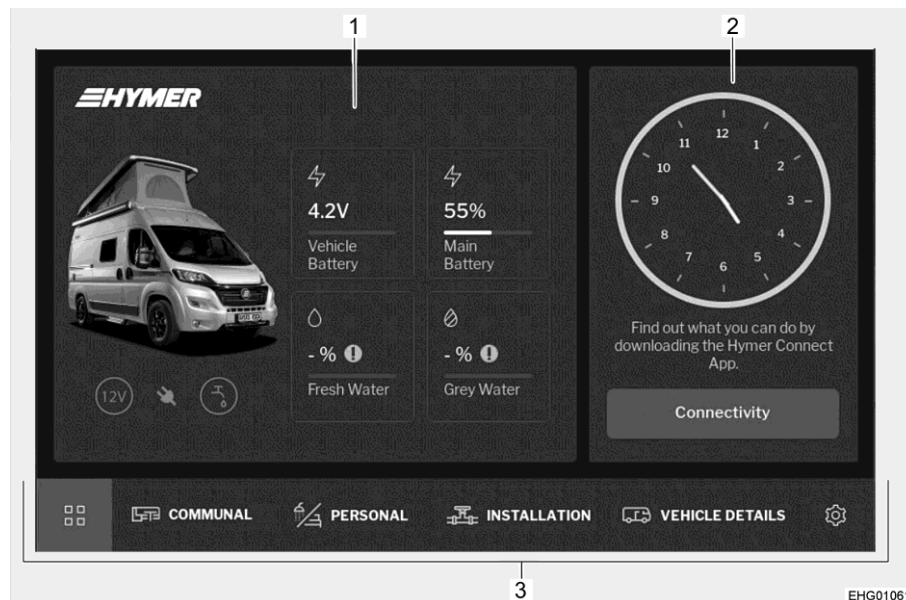 1
2
HYMER
4.2V
Vehicle
Battery
55%
Main
Battery
- %
Fresh Water
- %
Grey Water
12V
12
1
2
3
4
5
6
7
8
9
10
11
Find out what you can do by
downloading the Hymer Connect
App.
Connectivity
COMMUNAL
PERSONAL
INSTALLATION
VEHICLE DETAILS
3